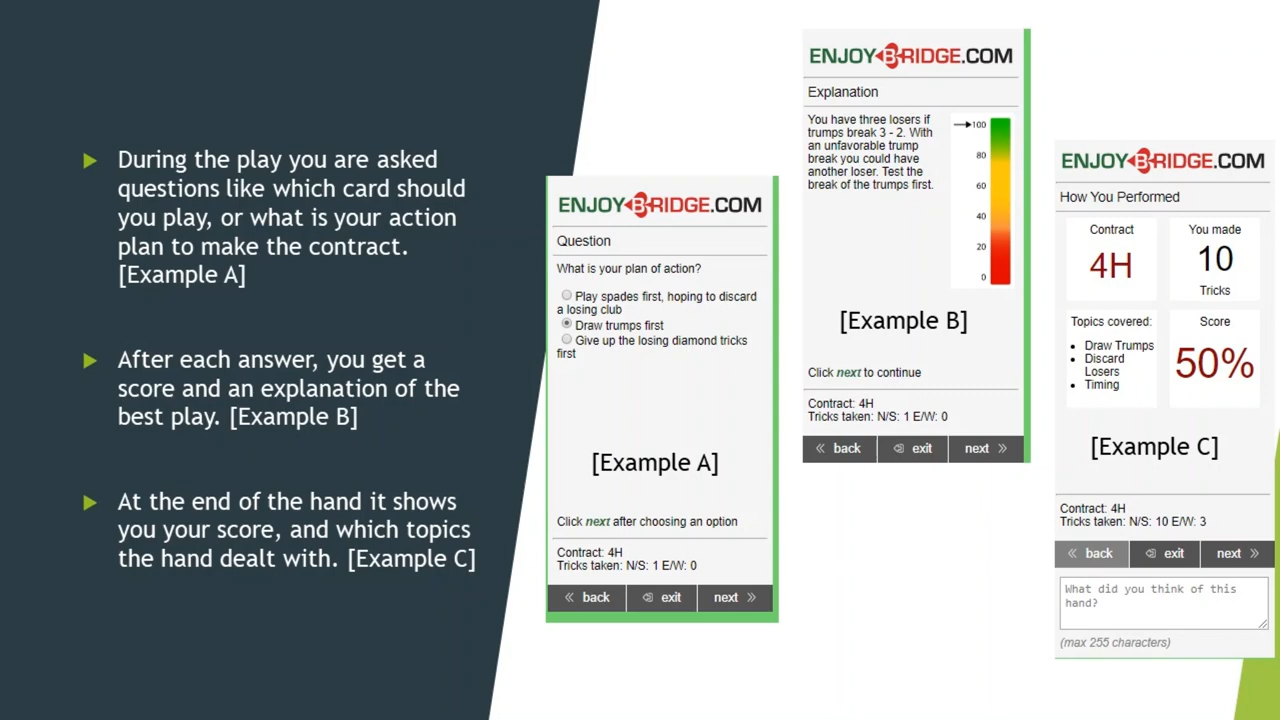 During the play you are asked
questions like which card should
you play, or what is your action
plan to make the contract.
[Example A]
After each answer, you get a
score and an explanation of the
best play. [Example B]
At the end of the hand it shows
you your score, and which topics
the hand dealt with. [Example C]
ENJOYBRIDGE.COM
Question
What is your plan of action?
Play spades first, hoping to discard
a losing club
Draw trumps first
Give up the losing diamond tricks
first
[Example A]
Click next after choosing an option
Contract: 4H
Tricks taken: N/S: 1 E/W: 0
back exit next
ENJOYBRIDGE.COM
Explanation
You have three losers if
trumps break 3 - 2. With
an unfavorable trump
break you could have
another loser. Test the
break of the trumps first.
100
80
60
40
20
0
[Example B]
Click next to continue
Contract: 4H
Tricks taken: N/S: 1 E/W: 0
back exit next
ENJOYBRIDGE.COM
How You Performed
Contract
4H
You made
10
Tricks
Topics covered:
Draw Trumps
Discard
Losers
Timing
Score
50%
[Example C]
Contract: 4H
Tricks taken: N/S: 10 E/W: 3
back exit next
What did you think of this
hand?
(max 255 characters)